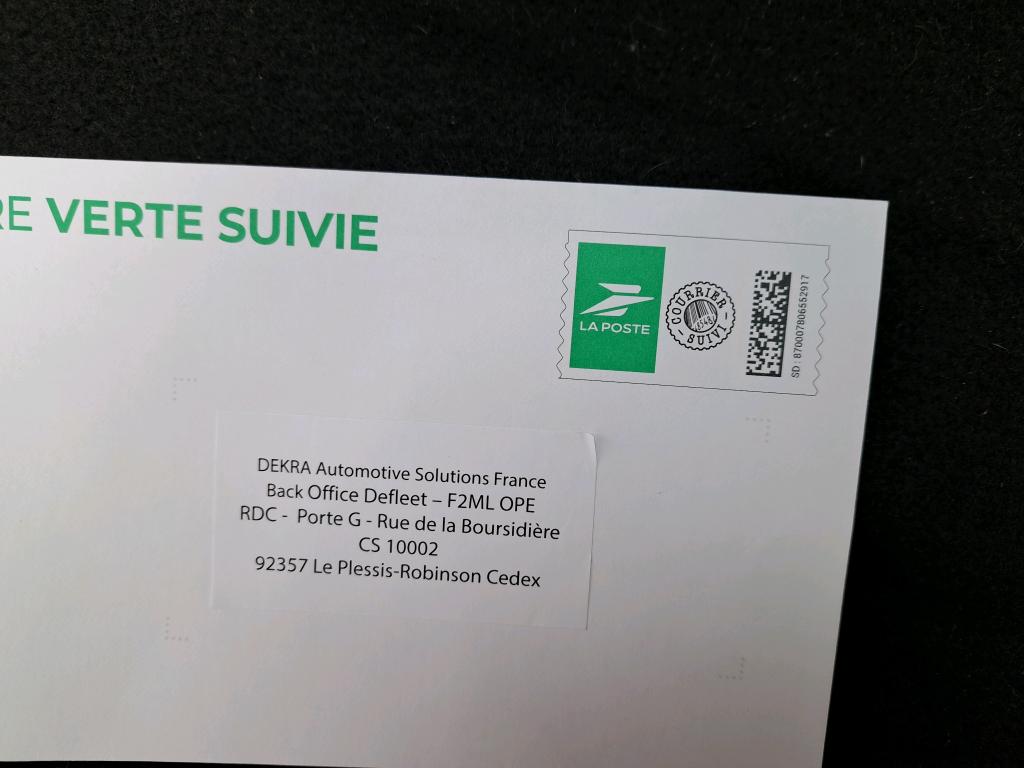 RE VERTE SUIVIE
LA POSTE
COURRIER
SUIVI
SD : 870007806552917
DEKRA Automotive Solutions France
Back Office Defleet – F2ML OPE
RDC - Porte G - Rue de la Boursidière
CS 10002
92357 Le Plessis-Robinson Cedex